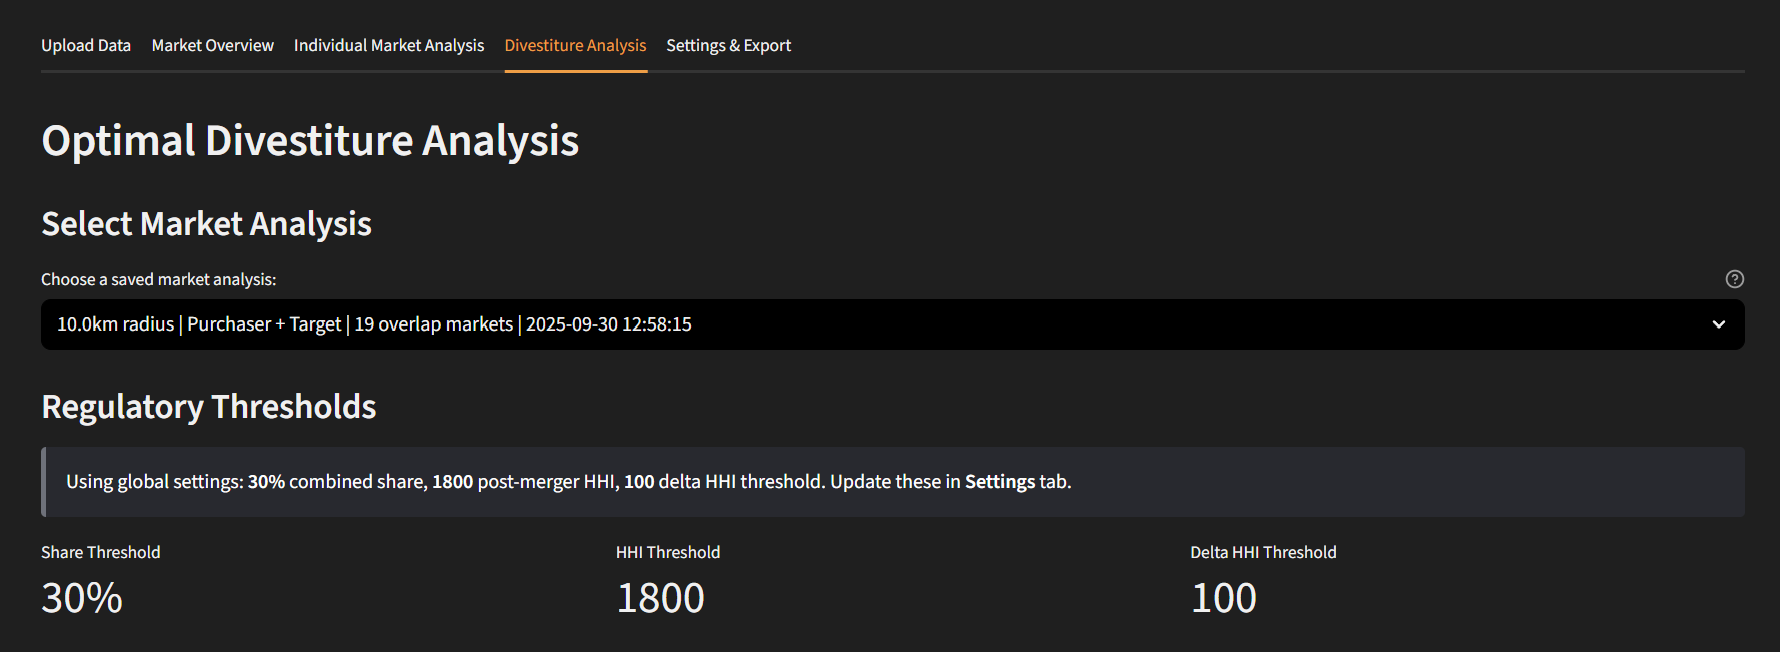 Upload Data Market Overview Individual Market Analysis Divestiture Analysis Settings & Export
Optimal Divestiture Analysis
Select Market Analysis
Choose a saved market analysis:
10.0km radius | Purchaser + Target | 19 overlap markets | 2025-09-30 12:58:15
Regulatory Thresholds
Using global settings: 30% combined share, 1800 post-merger HHI, 100 delta HHI threshold. Update these in Settings tab.
Share Threshold HHI Threshold Delta HHI Threshold
30% 1800 100